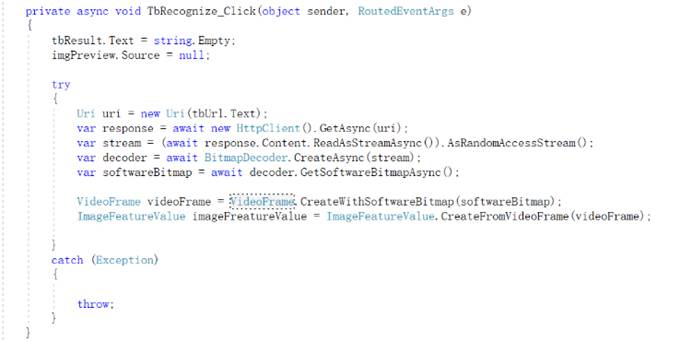 private async void TbRecognize_Click(object sender, RoutedEventArgs e)
{
tbResult.Text = string.Empty;
imgPreview.Source = null;
try
{
Uri uri = new Uri(tbUrl.Text);
var response = await new HttpClient().GetAsync(uri);
var stream = (await response.Content.ReadAsStreamAsync()).AsRandomAccessStream();
var decoder = await BitmapDecoder.CreateAsync(stream);
var softwareBitmap = await decoder.GetSoftwareBitmapAsync();
VideoFrame videoFrame = VideoFrame.CreateWithSoftwareBitmap(softwareBitmap);
ImageFeatureValue imageFreatureValue = ImageFeatureValue.CreateFromVideoFrame(videoFrame);
}
catch (Exception)
{
throw;
}
}